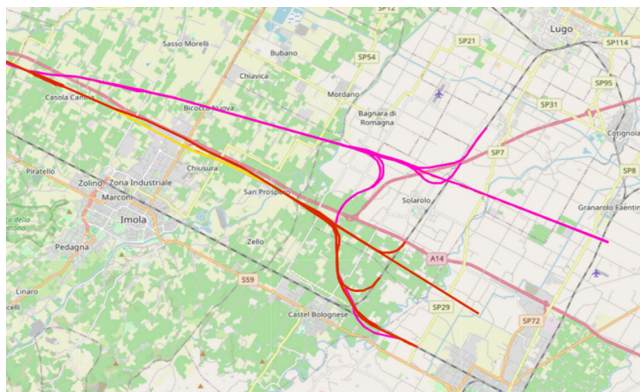 SP12
Lugo
Sasso Morelli
SP21
SP114
Bubano
SP54
Chiavica
SP95
Casola Canina
Mordano
Bicocca Nuova
SP31
Bagnara di
Romagna
Cotignola
Piratello
Chiusura
SP7
Zolino
Zona Industriale
SP8
Marconi
San Prospero
Solarolo
Granarolo Faentino
Imola
Pedagna
Zello
A14
Linaro
SS9
SP29
Castel Bolognese
SP72